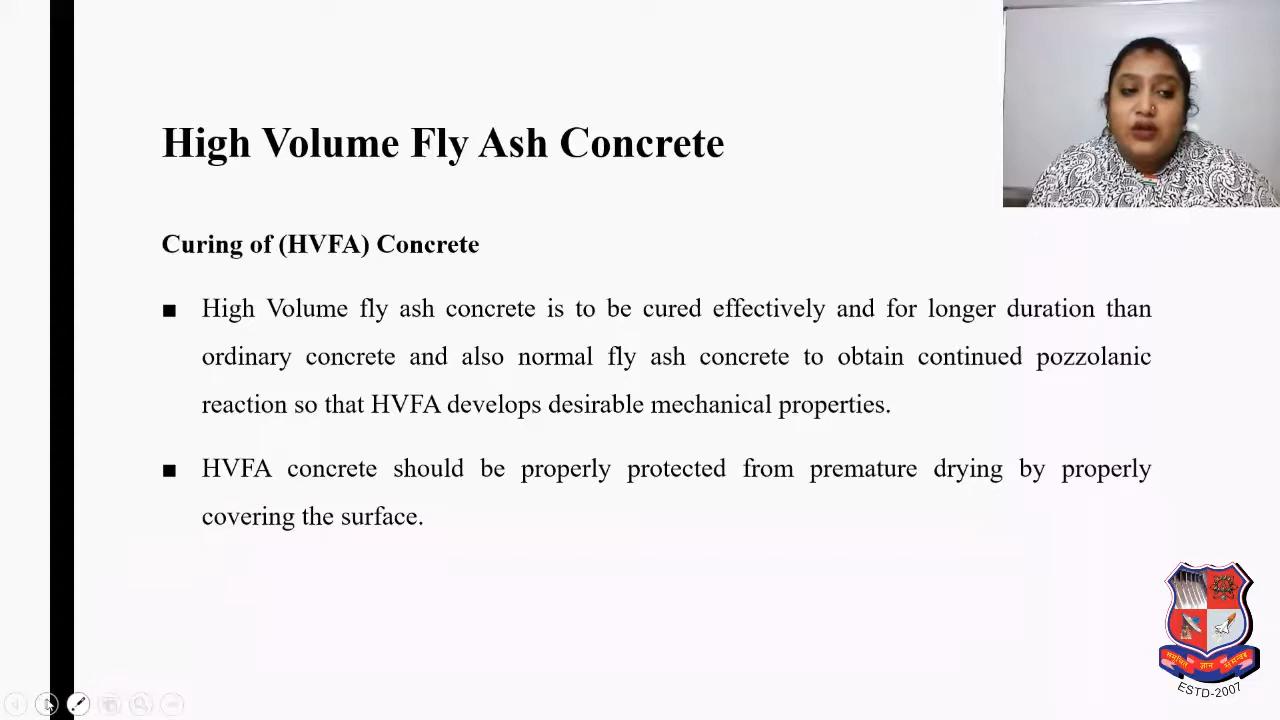 High Volume Fly Ash Concrete
Curing of (HVFA) Concrete
■ High Volume fly ash concrete is to be cured effectively and for longer duration than
ordinary concrete and also normal fly ash concrete to obtain continued pozzolanic
reaction so that HVFA develops desirable mechanical properties.
■ HVFA concrete should be properly protected from premature drying by properly
covering the surface.
ज्ञान
ESTD-2007